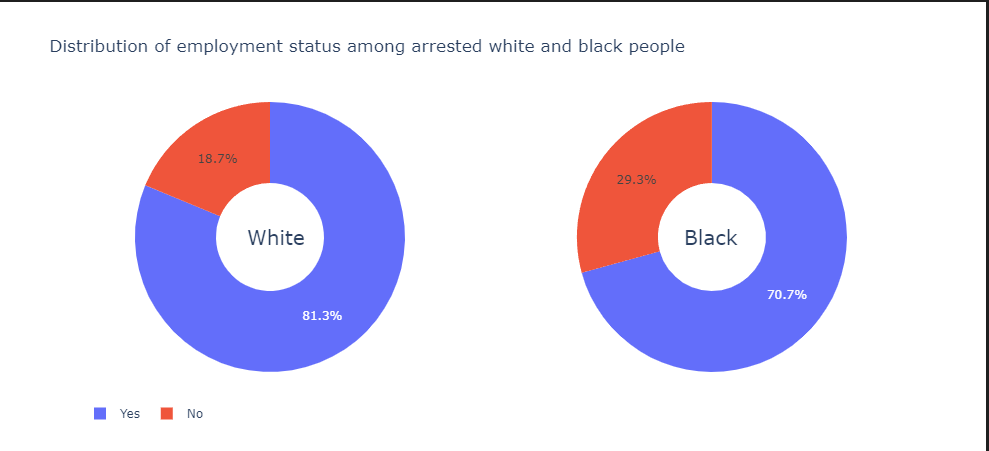 Distribution of employment status among arrested white and black people
18.7%
White
81.3%
29.3%
Black
70.7%
Yes No